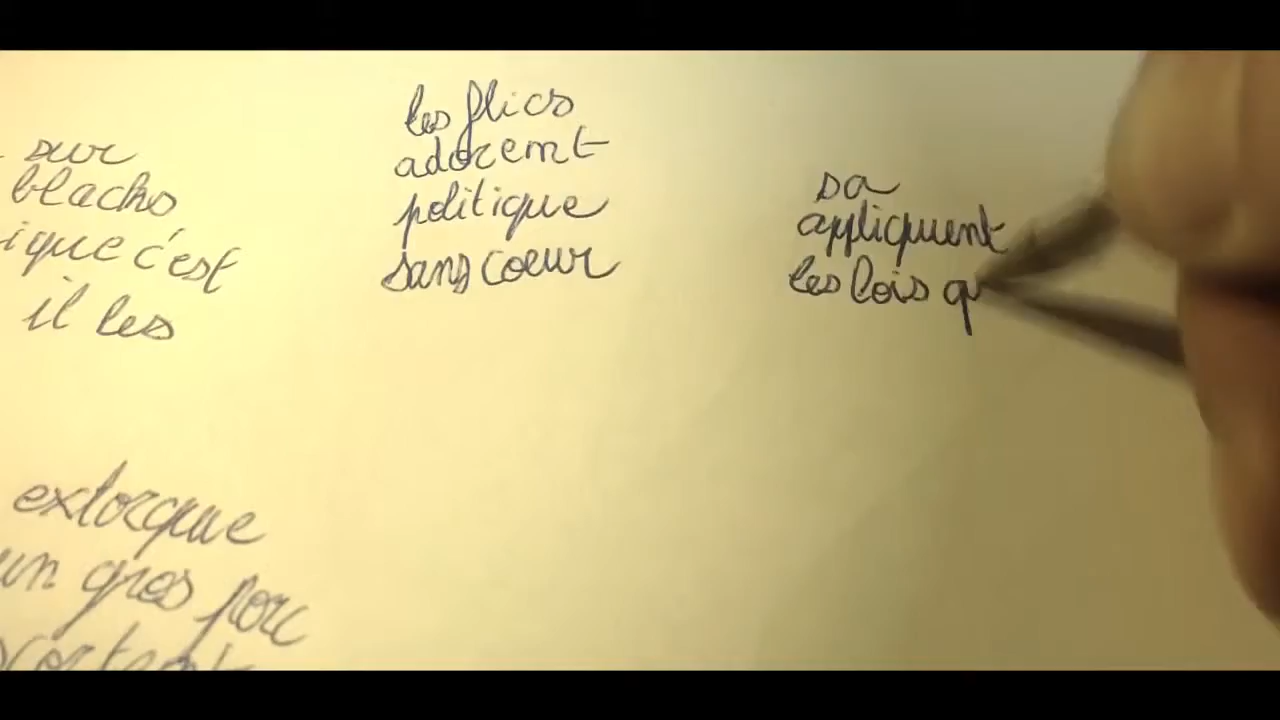 sur
blacks
ique c'est
il les
extorque
un gros porc
les flics
adorent
politique
sans coeur
sa
appliquent
les lois q